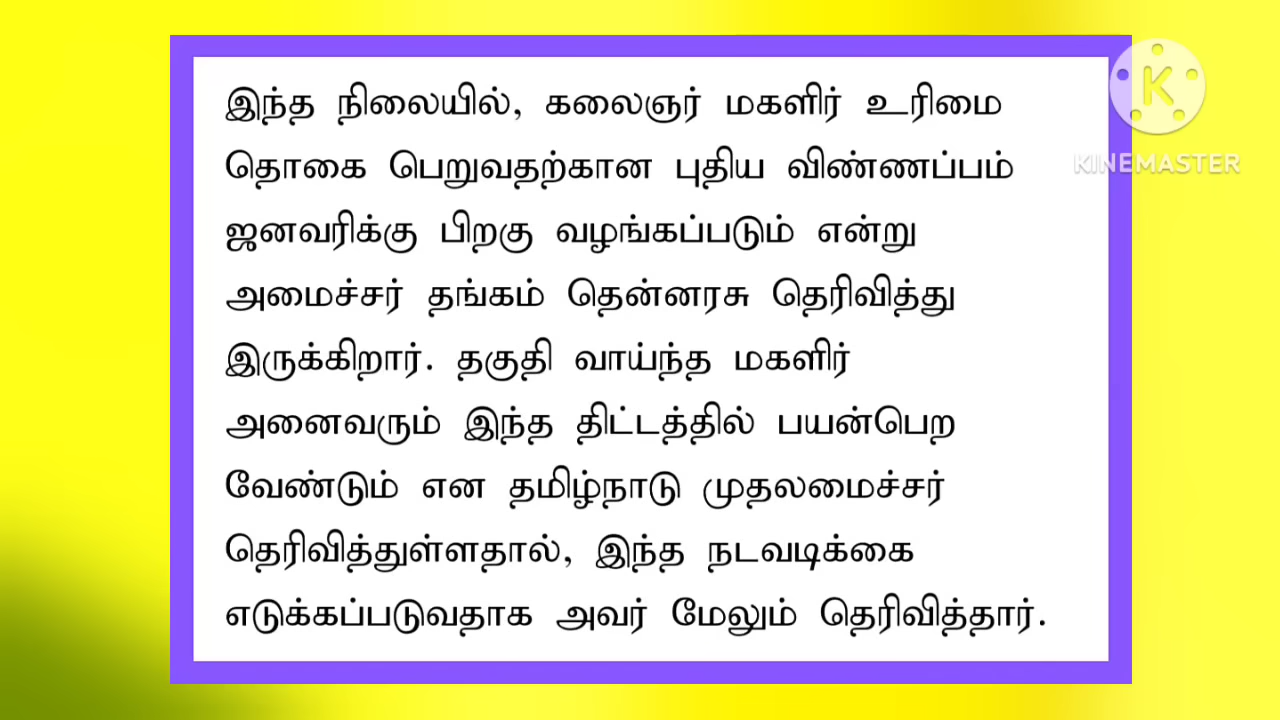 இந்த நிலையில், கலைஞர் மகளிர் உரிமை
தொகை பெறுவதற்கான புதிய விண்ணப்பம்
ஜனவரிக்கு பிறகு வழங்கப்படும் என்று
அமைச்சர் தங்கம் தென்னரசு தெரிவித்து
இருக்கிறார். தகுதி வாய்ந்த மகளிர்
அனைவரும் இந்த திட்டத்தில் பயன்பெற
வேண்டும் என தமிழ்நாடு முதலமைச்சர்
தெரிவித்துள்ளதால், இந்த நடவடிக்கை
எடுக்கப்படுவதாக அவர் மேலும் தெரிவித்தார்.
K
KINEMASTER